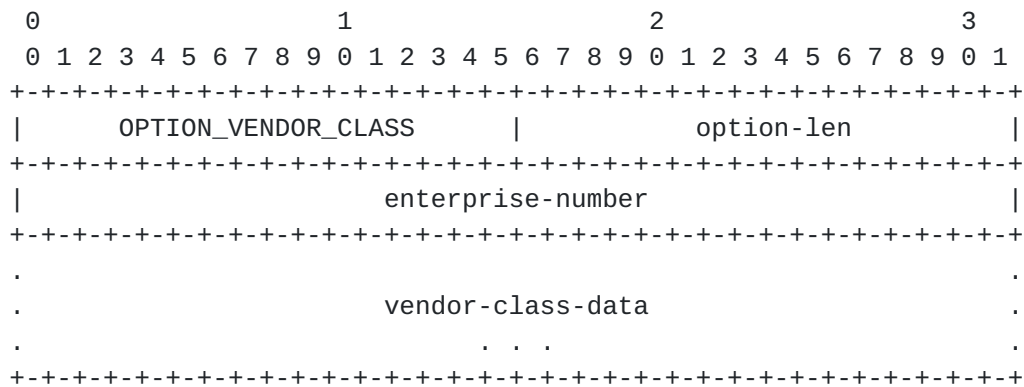 0                   1                   2                   3
0 1 2 3 4 5 6 7 8 9 0 1 2 3 4 5 6 7 8 9 0 1 2 3 4 5 6 7 8 9 0 1
+-+-+-+-+-+-+-+-+-+-+-+-+-+-+-+-+-+-+-+-+-+-+-+-+-+-+-+-+-+-+-+-+
|      OPTION_VENDOR_CLASS      |           option-len          |
+-+-+-+-+-+-+-+-+-+-+-+-+-+-+-+-+-+-+-+-+-+-+-+-+-+-+-+-+-+-+-+-+
|                       enterprise-number                       |
+-+-+-+-+-+-+-+-+-+-+-+-+-+-+-+-+-+-+-+-+-+-+-+-+-+-+-+-+-+-+-+-+
.                                                               .
.                       vendor-class-data                       .
.                             . . .                             .
+-+-+-+-+-+-+-+-+-+-+-+-+-+-+-+-+-+-+-+-+-+-+-+-+-+-+-+-+-+-+-+-+